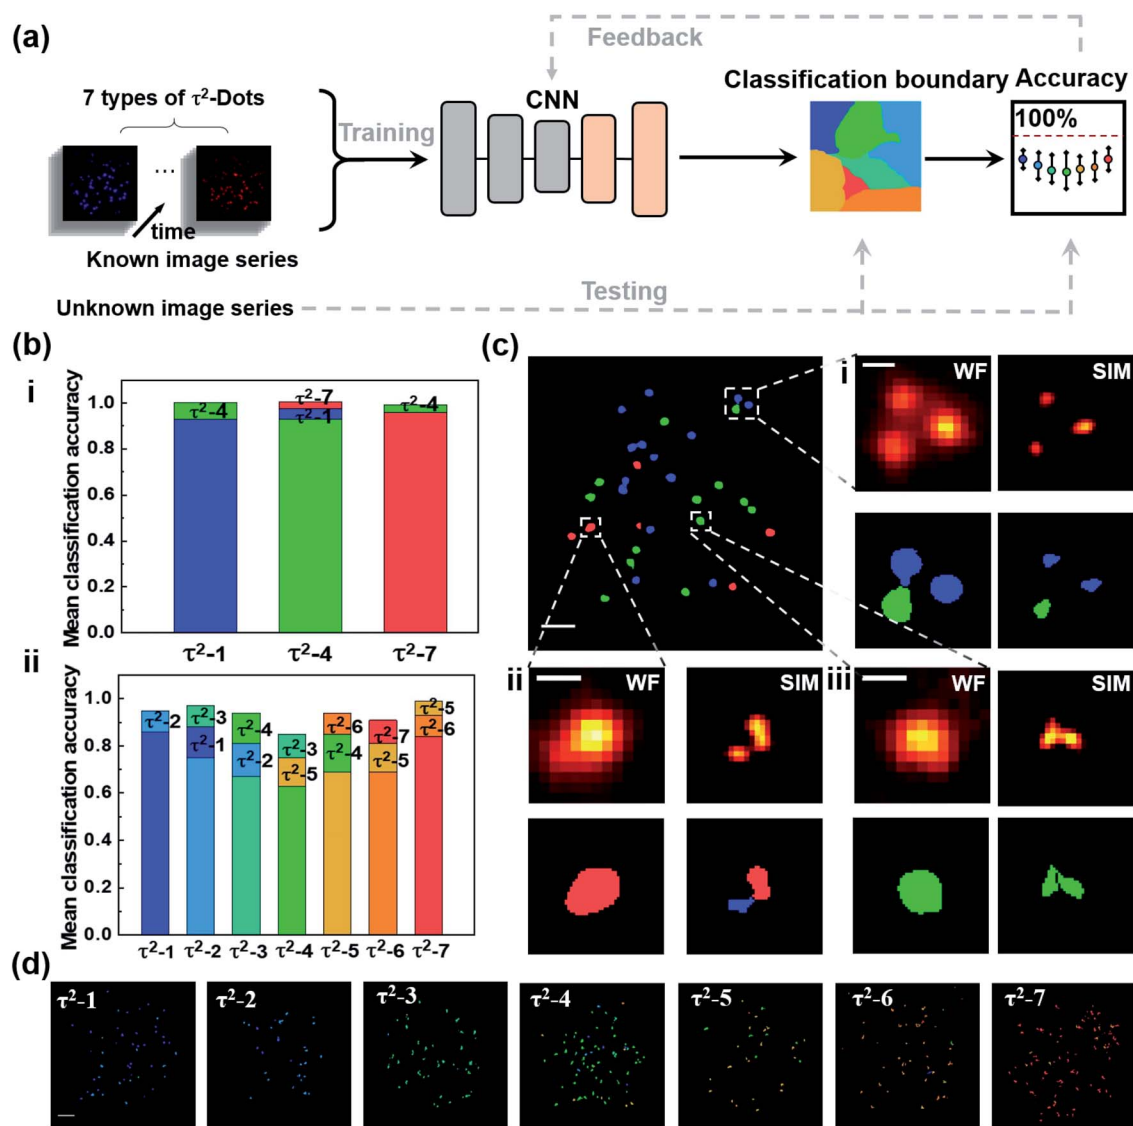 (a)
Feedback
7 types of τ²-Dots
Training
CNN
Classification boundary
Accuracy
100%
...
time
Known image series
Unknown image series
Testing
(b)
i
Mean classification accuracy
1.0
0.8
0.6
0.4
0.2
0.0
τ²-4
τ²-7
τ²-1
τ²-4
τ²-1
τ²-4
τ²-7
ii
Mean classification accuracy
1.0
0.8
0.6
0.4
0.2
0.0
τ²-2
τ²-3
τ²-1
τ²-4
τ²-2
τ²-3
τ²-5
τ²-6
τ²-4
τ²-7
τ²-5
τ²-5
τ²-6
τ²-1
τ²-2
τ²-3
τ²-4
τ²-5
τ²-6
τ²-7
(c)
i
WF
SIM
ii
WF
SIM
iii
WF
SIM
(d)
τ²-1
τ²-2
τ²-3
τ²-4
τ²-5
τ²-6
τ²-7